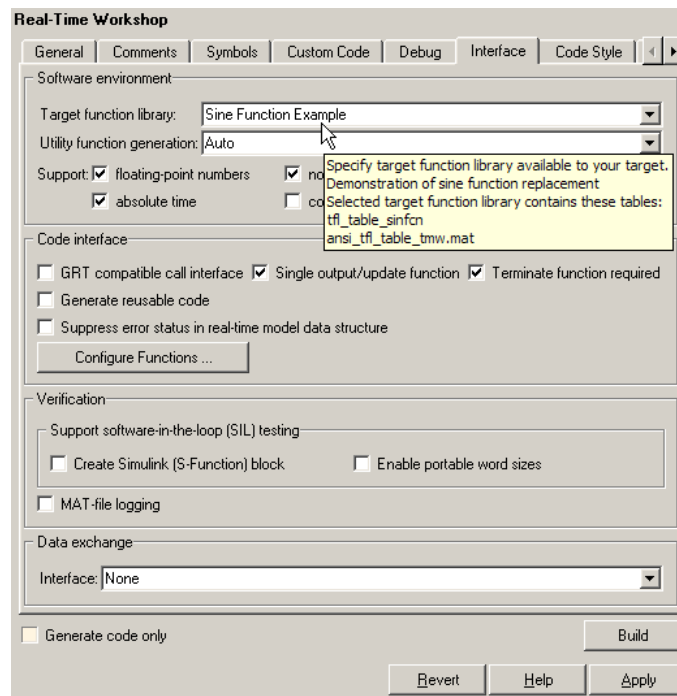 Real-Time Workshop
General Comments Symbols Custom Code Debug Interface Code Style
Software environment
Target function library: Sine Function Example
Utility function generation: Auto
Support: floating-point numbers
absolute time
Specify target function library available to your target.
Demonstration of sine function replacement
Selected target function library contains these tables:
tfl_table_sinfcn
ansi_tfl_table_tmw.mat
Code interface
GRT compatible call interface Single output/update function Terminate function required
Generate reusable code
Suppress error status in real-time model data structure
Configure Functions ...
Verification
Support software-in-the-loop (SIL) testing
Create Simulink (S-Function) block Enable portable word sizes
MAT-file logging
Data exchange
Interface: None
Generate code only Build
Revert Help Apply